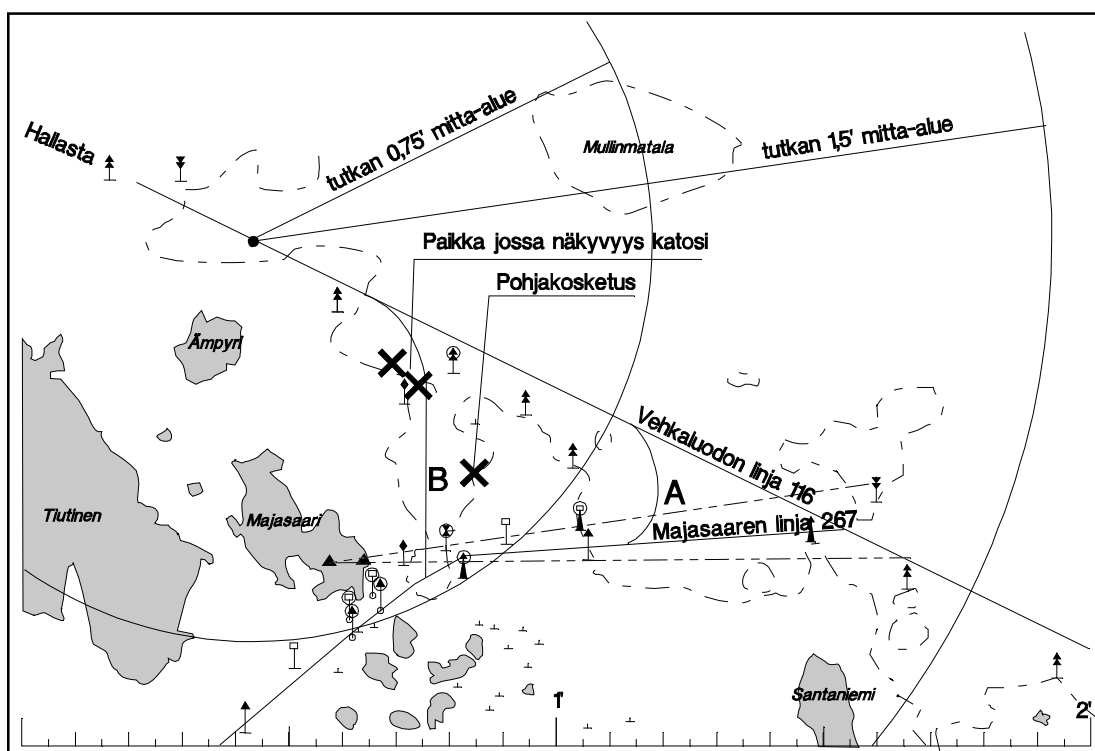 Hallasta
tutkan 0,75' mitta-alue
Mullinmatala
tutkan 1,5' mitta-alue
Paikka jossa näkyvyys katosi
Pohjakosketus
Ämpyri
Vehkaluodon linja 116
B
A
Tiutinen
Majasaari
Majasaaren linja 267
Santaniemi
1'
2'